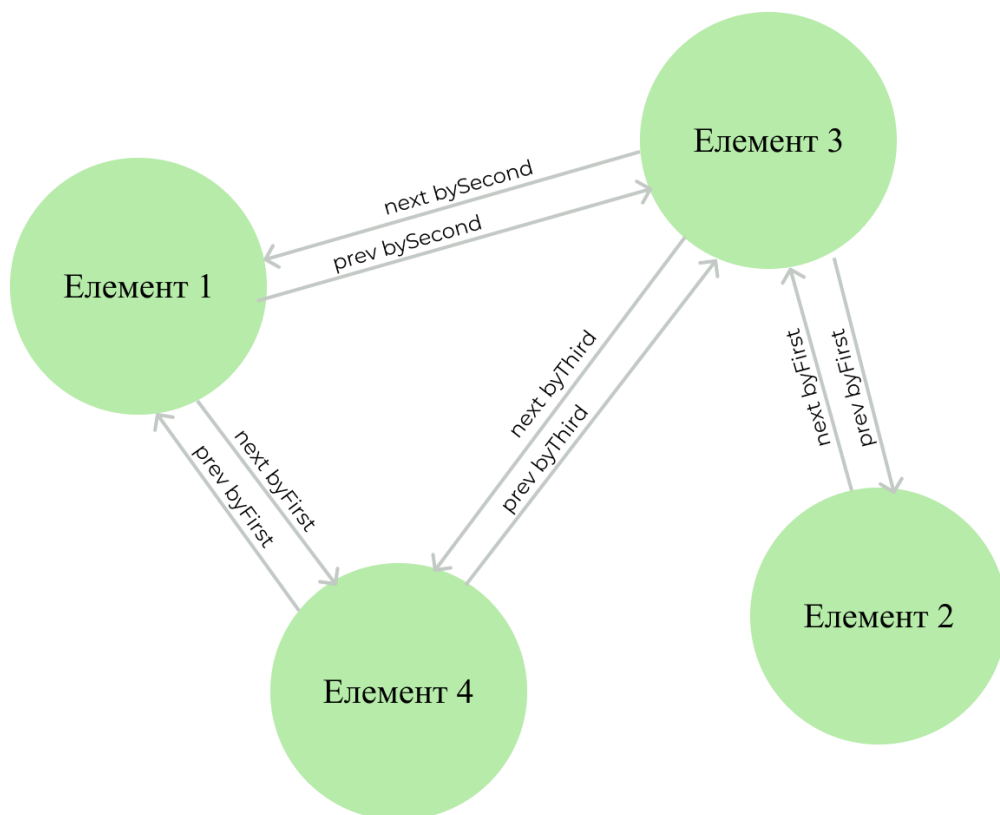 Елемент 3
next bySecond
prev bySecond
Елемент 1
next byThird
prev byThird
next byFirst
prev byFirst
next byFirst
prev byFirst
Елемент 2
Елемент 4